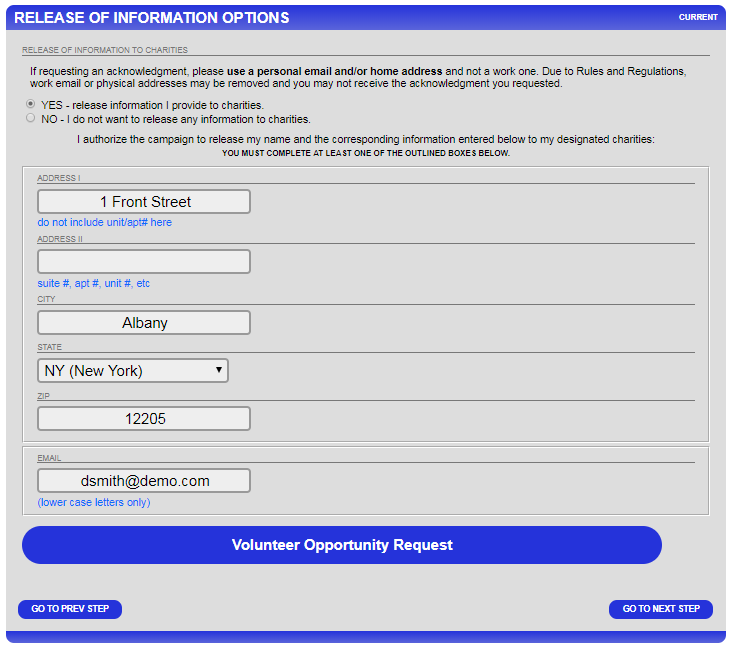 RELEASE OF INFORMATION OPTIONS
CURRENT
RELEASE OF INFORMATION TO CHARITIES
If requesting an acknowledgment, please use a personal email and/or home address and not a work one. Due to Rules and Regulations,
work email or physical addresses may be removed and you may not receive the acknowledgment you requested.
YES - release information I provide to charities.
NO - I do not want to release any information to charities.
I authorize the campaign to release my name and the corresponding information entered below to my designated charities:
YOU MUST COMPLETE AT LEAST ONE OF THE OUTLINED BOXES BELOW.
ADDRESS I
1 Front Street
do not include unit/apt# here
ADDRESS II
suite #, apt #, unit #, etc
CITY
Albany
STATE
NY (New York)
ZIP
12205
EMAIL
dsmith@demo.com
(lower case letters only)
Volunteer Opportunity Request
GO TO PREV STEP
GO TO NEXT STEP